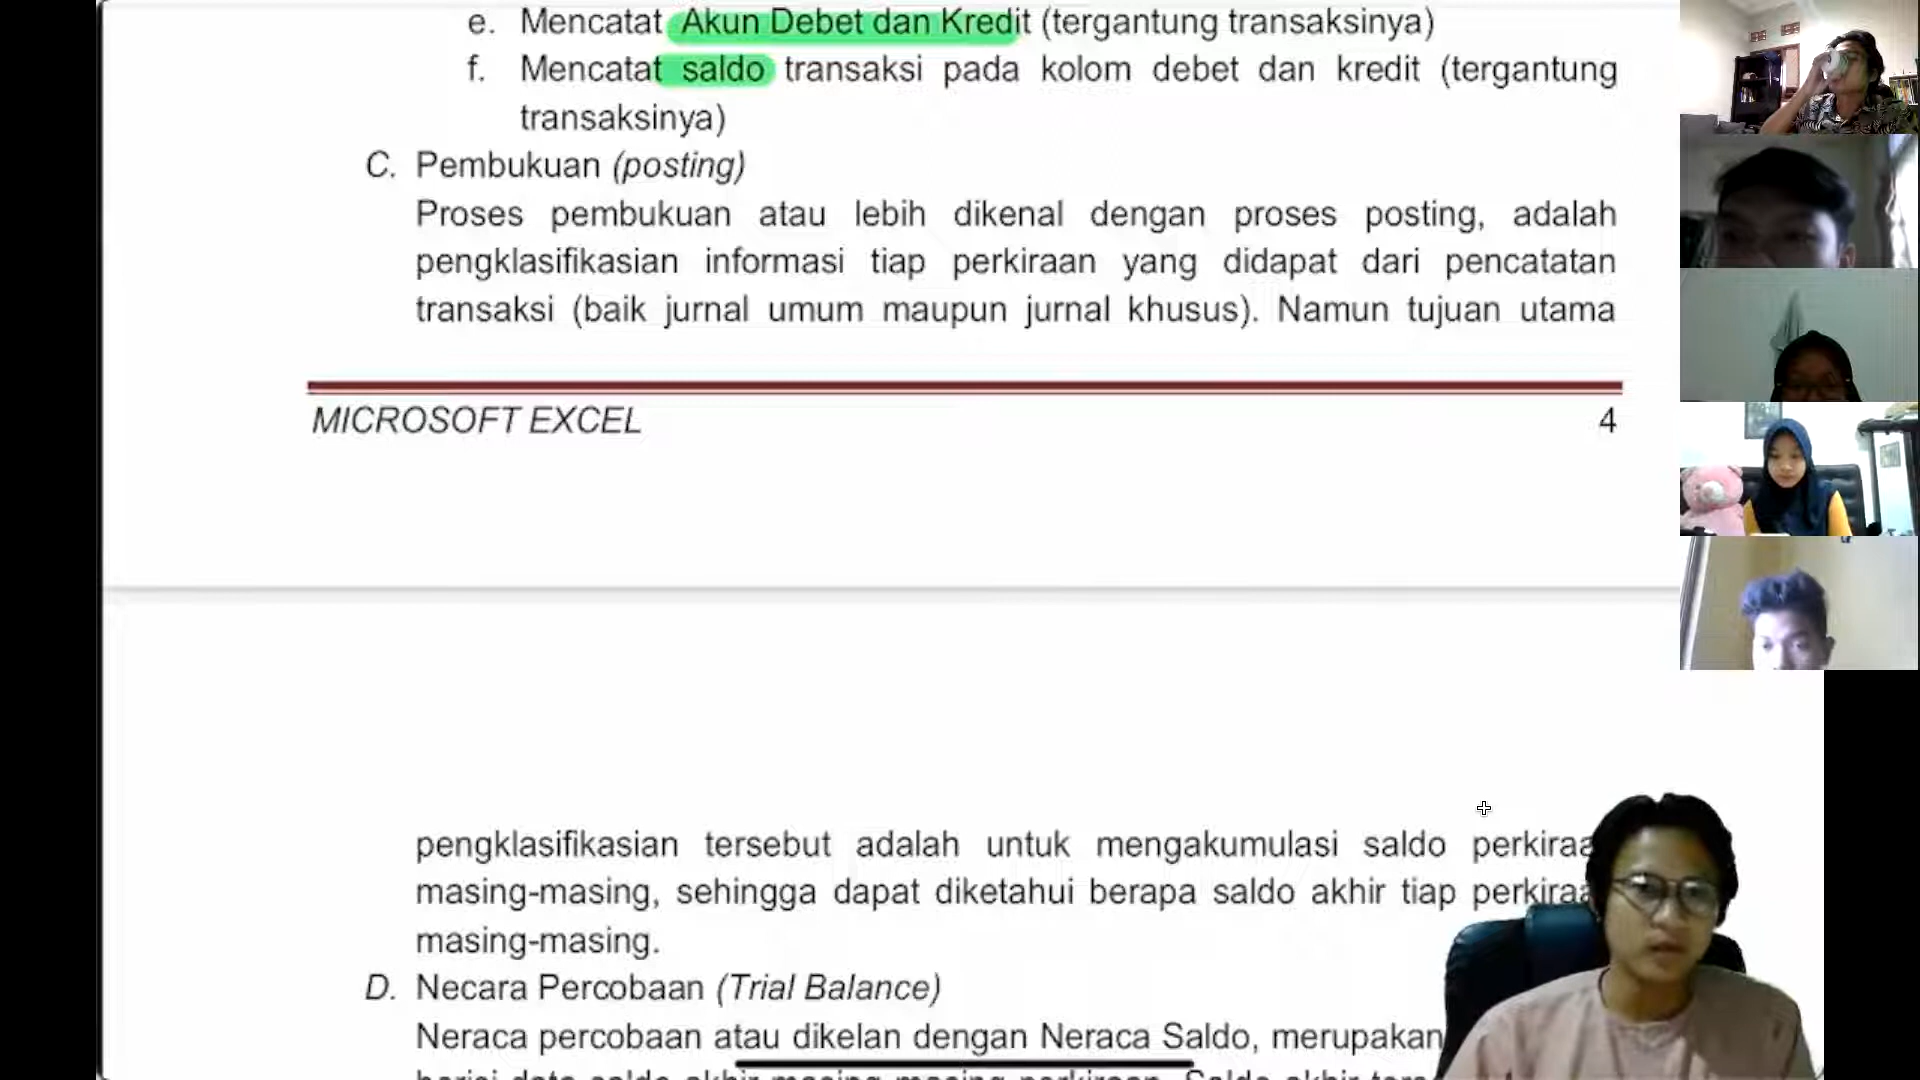 e. Mencatat Akun Debet dan Kredit (tergantung transaksinya)
f. Mencatat saldo transaksi pada kolom debet dan kredit (tergantung
transaksinya)
C. Pembukuan (posting)
Proses pembukuan atau lebih dikenal dengan proses posting, adalah
pengklasifikasian informasi tiap perkiraan yang didapat dari pencatatan
transaksi (baik jurnal umum maupun jurnal khusus). Namun tujuan utama
MICROSOFT EXCEL 4
pengklasifikasian tersebut adalah untuk mengakumulasi saldo
masing-masing, sehingga dapat diketahui berapa saldo akhir tiap
masing-masing.
D. Necara Percobaan (Trial Balance)
Neraca percobaan atau dikelan dengan Neraca Saldo, merupakan